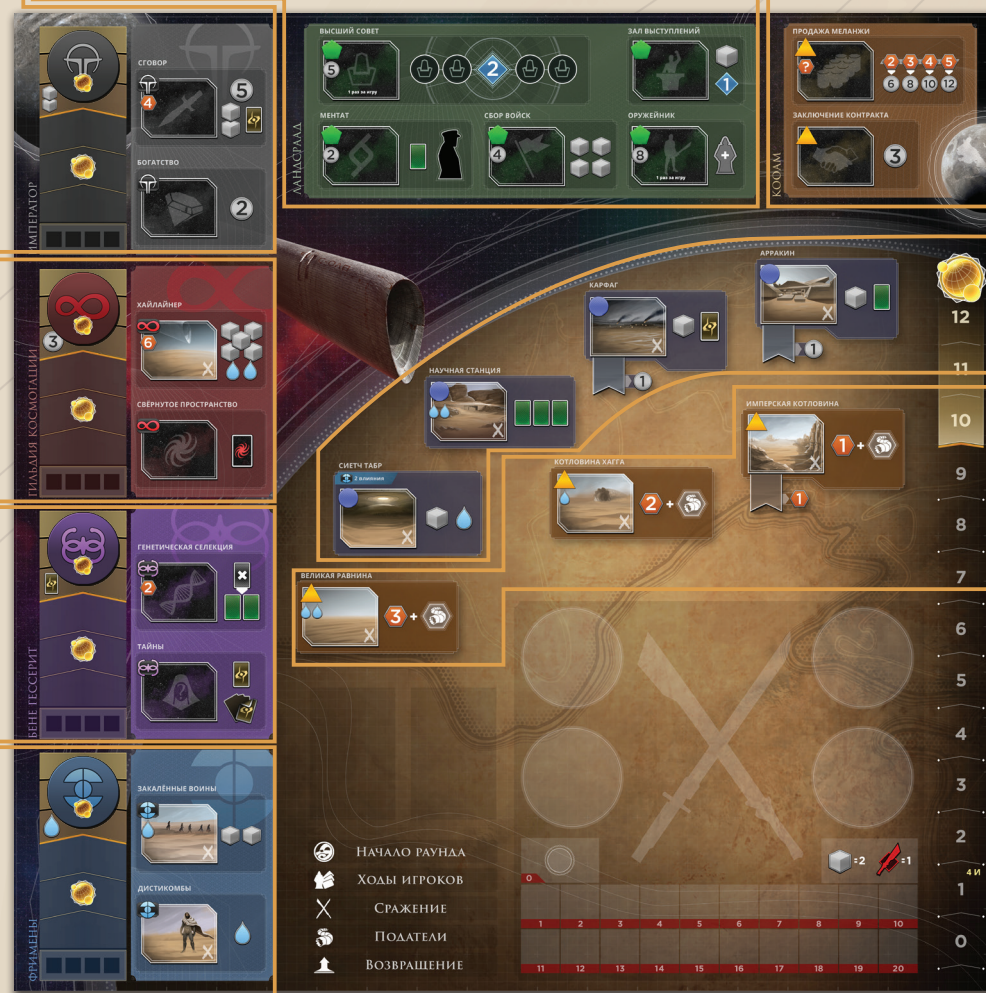 ИМПЕРАТОР
СГОВОР
4
5
БОГАТСТВО
2
ЛАНДСРААД
ВЫСШИЙ СОВЕТ
5
1 раз за игру
2
ЗАЛ ВЫСТУПЛЕНИЙ
1
МЕНТАТ
2
СБОР ВОЙСК
4
ОРУЖЕЙНИК
8
1 раз за игру
+
КООАМ
ПРОДАЖА МЕЛАНЖИ
?
2 3 4 5
6 8 10 12
ЗАКЛЮЧЕНИЕ КОНТРАКТА
3
ГИЛЬДИЯ КОСМОГАЦИИ
3
ХАЙЛАЙНЕР
6
СВЁРНУТОЕ ПРОСТРАНСТВО
АРРАКИН
1
КАРФАГ
1
НАУЧНАЯ СТАНЦИЯ
СИЕТЧ ТАБР
2 влияния
ИМПЕРСКАЯ КОТЛОВИНА
1 +
1
КОТЛОВИНА ХАГГА
2 +
ВЕЛИКАЯ РАВНИНА
3 +
БЕНЕ ГЕССЕРИТ
ГЕНЕТИЧЕСКАЯ СЕЛЕКЦИЯ
2
ТАЙНЫ
?
ФРИМЕНЫ
ЗАКАЛЁННЫЕ ВОИНЫ
ДИСТИКОМБЫ
НАЧАЛО РАУНДА
ХОДЫ ИГРОКОВ
СРАЖЕНИЕ
ПОДАТЕЛИ
ВОЗВРАЩЕНИЕ
=2 =1
0
1 2 3 4 5 6 7 8 9 10
11 12 13 14 15 16 17 18 19 20
12
11
10
9
8
7
6
5
4
3
2
4 И
1
0